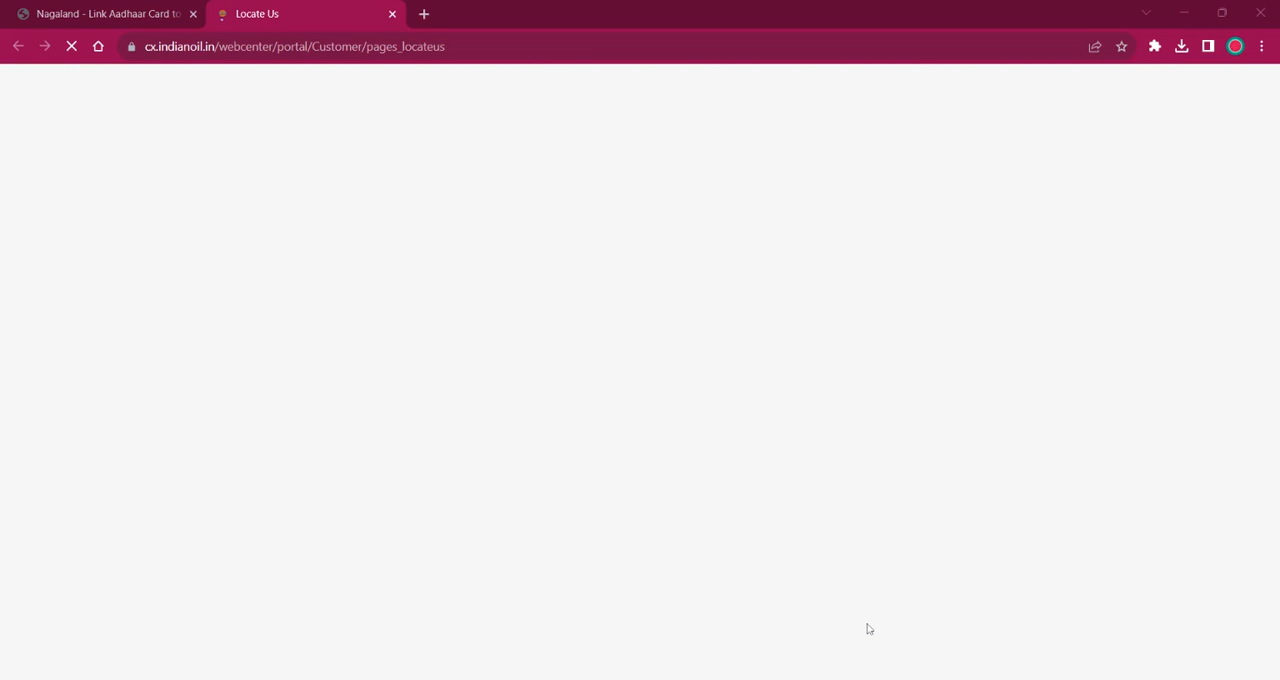 Nagaland - Link Aadhaar Card to
Locate Us
cx.indianoil.in/webcenter/portal/Customer/pages_locateus